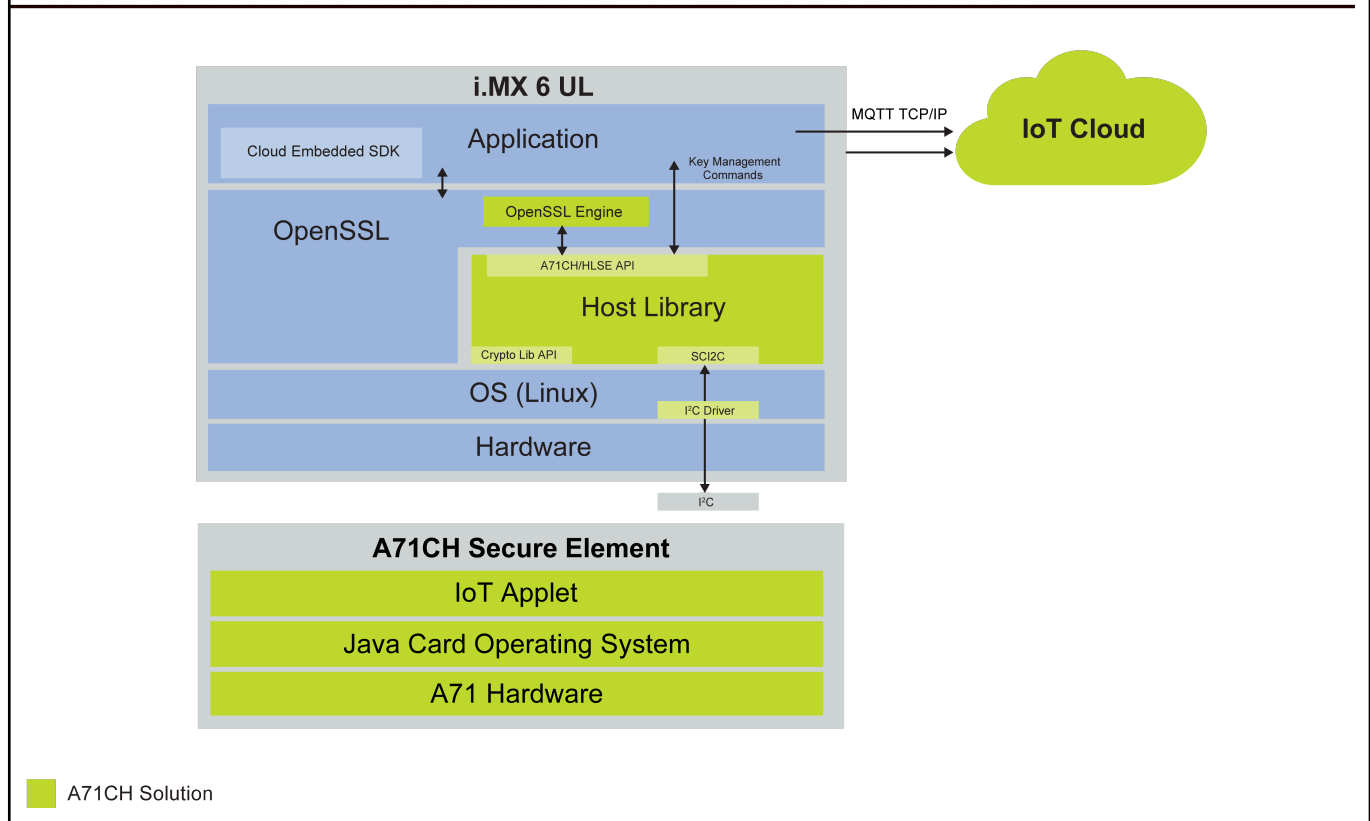 i.MX 6 UL
Application
Cloud Embedded SDK
Key Management
Commands
MQTT TCP/IP
IoT Cloud
OpenSSL
OpenSSL Engine
A71CH/HLSE API
Host Library
Crypto Lib API
SCI2C
OS (Linux)
I²C Driver
Hardware
I²C
A71CH Secure Element
IoT Applet
Java Card Operating System
A71 Hardware
A71CH Solution